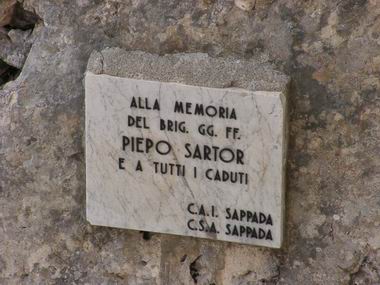 ALLA MEMORIA
DEL BRIG. GG. FF.
PIEPO SARTOR
E A TUTTI I CADUTI
C.A.I. SAPPADA
C.S.A. SAPPADA